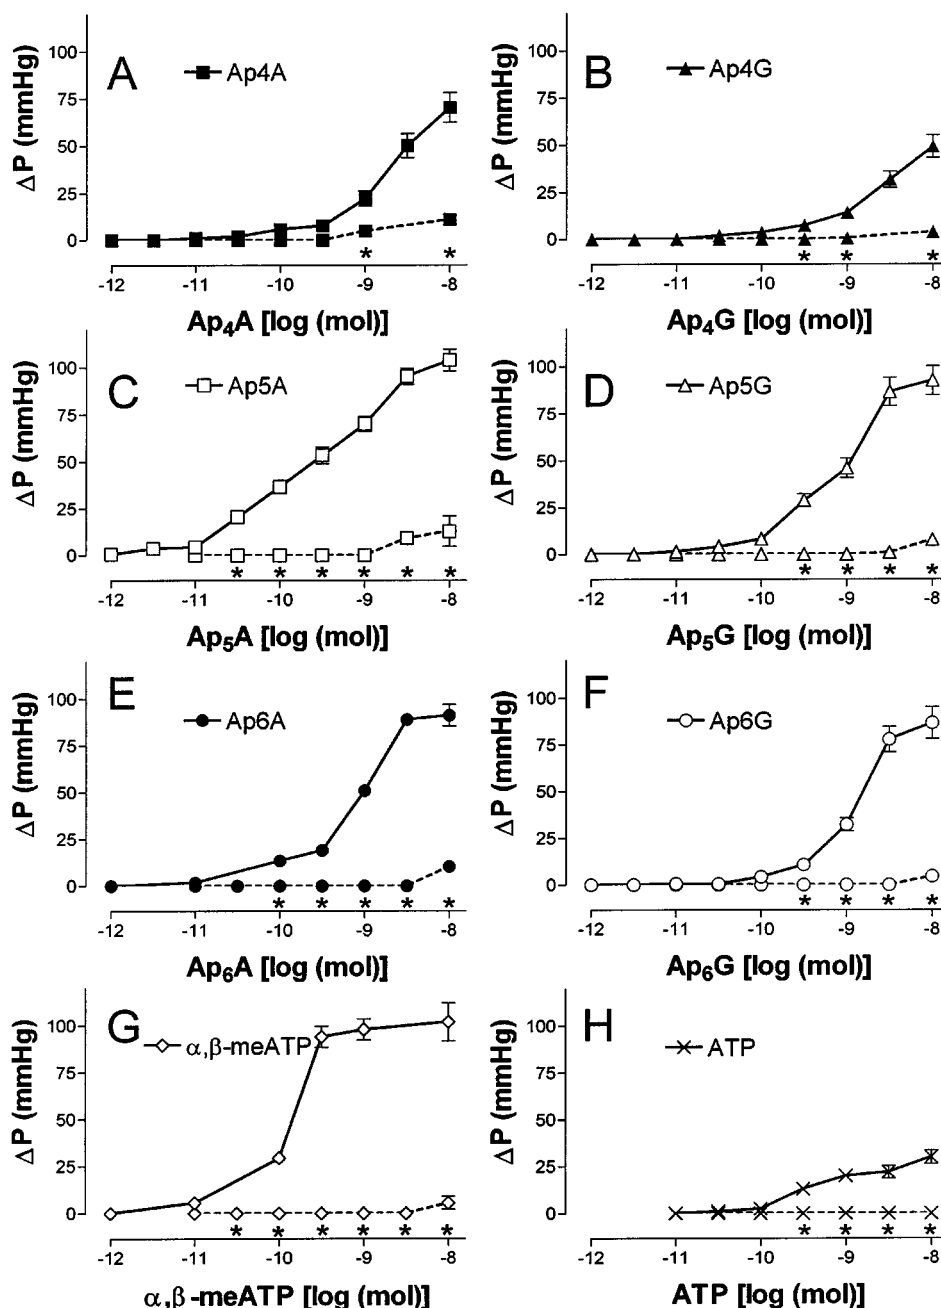 A
Ap4A
ΔP (mmHg)
100
75
50
25
0
* *
-12 -11 -10 -9 -8
Ap₄A [log (mol)]
B
Ap4G
ΔP (mmHg)
100
75
50
25
0
* * *
-12 -11 -10 -9 -8
Ap₄G [log (mol)]
C
Ap5A
ΔP (mmHg)
100
75
50
25
0
* * * * * *
-12 -11 -10 -9 -8
Ap₅A [log (mol)]
D
Ap5G
ΔP (mmHg)
100
75
50
25
0
* * * *
-12 -11 -10 -9 -8
Ap₅G [log (mol)]
E
Ap6A
ΔP (mmHg)
100
75
50
25
0
* * * * *
-12 -11 -10 -9 -8
Ap₆A [log (mol)]
F
Ap6G
ΔP (mmHg)
100
75
50
25
0
* * * *
-12 -11 -10 -9 -8
Ap₆G [log (mol)]
G
α,β-meATP
ΔP (mmHg)
100
75
50
25
0
* * * * * *
-12 -11 -10 -9 -8
α,β-meATP [log (mol)]
H
ATP
ΔP (mmHg)
100
75
50
25
0
* * * *
-12 -11 -10 -9 -8
ATP [log (mol)]